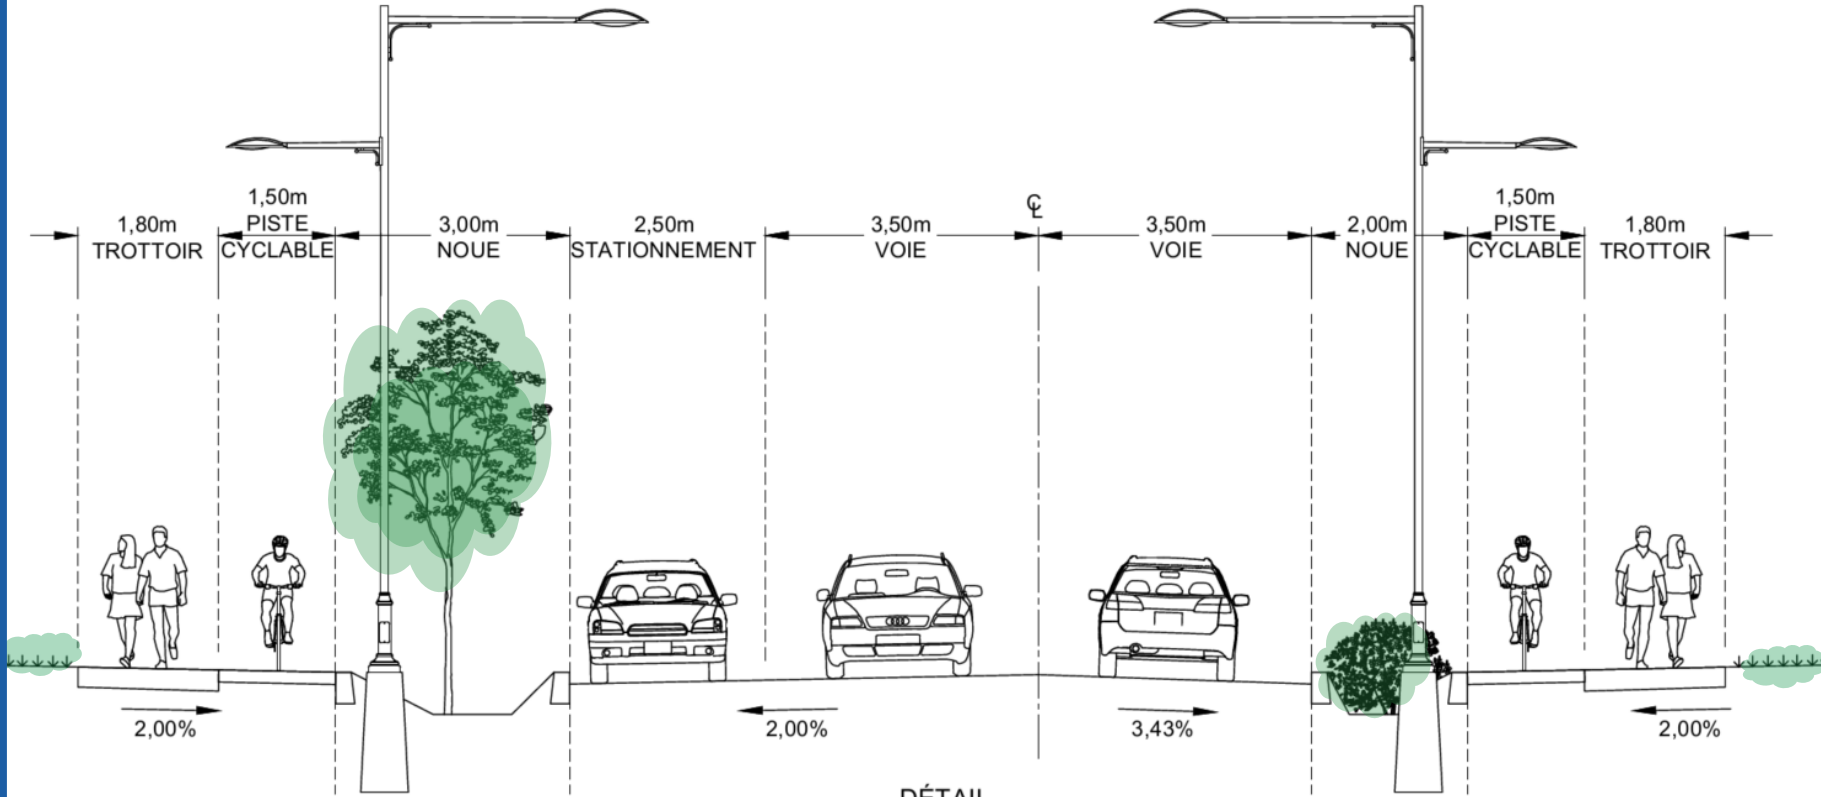 1,80m
TROTTOIR
1,50m
PISTE
CYCLABLE
3,00m
NOUE
2,50m
STATIONNEMENT
3,50m
VOIE
℄
3,50m
VOIE
2,00m
NOUE
1,50m
PISTE
CYCLABLE
1,80m
TROTTOIR
2,00%
2,00%
3,43%
2,00%
DÉTAIL